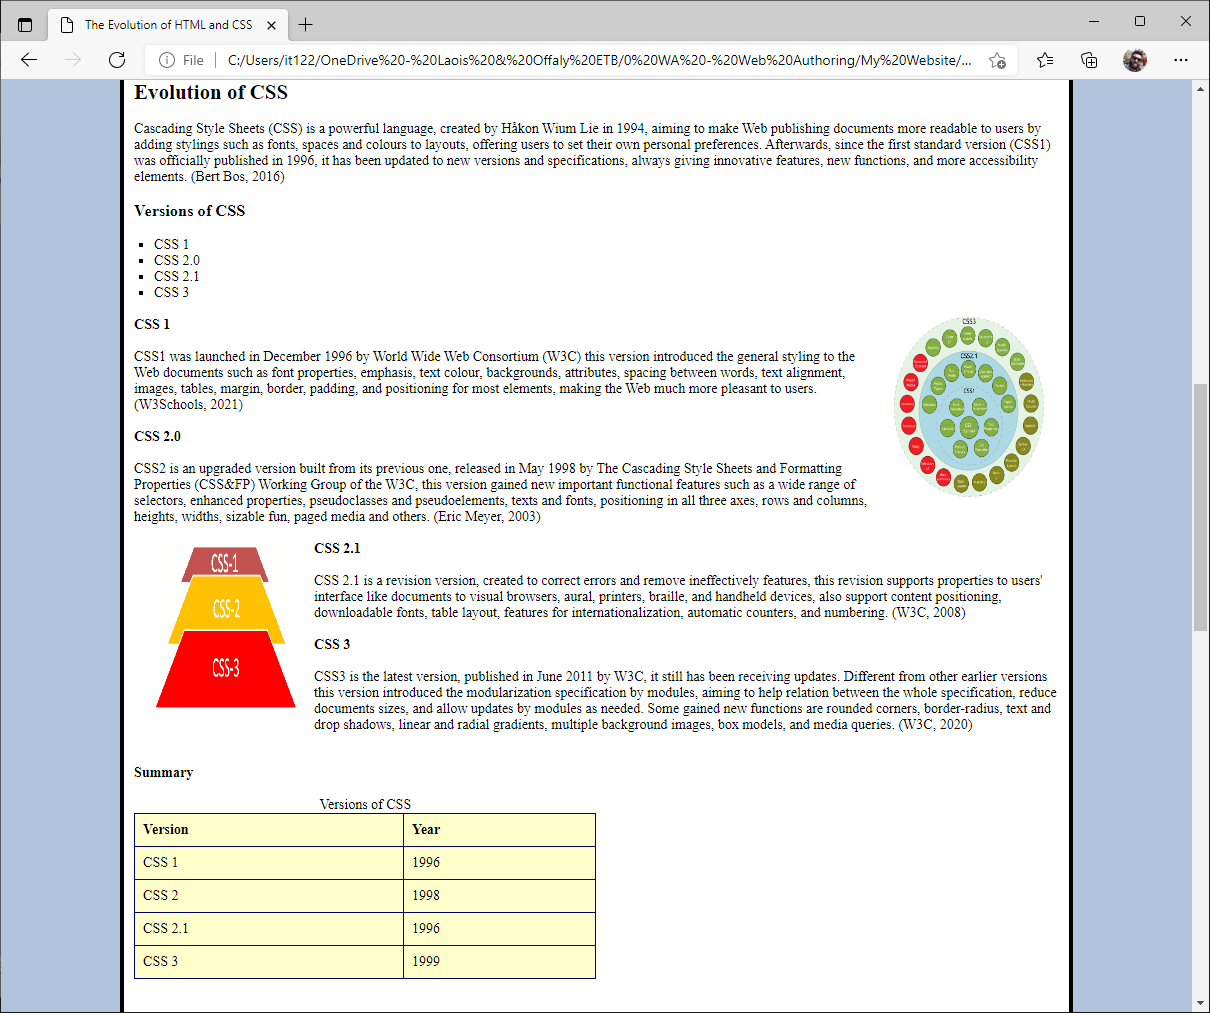 The Evolution of HTML and CSS
File
C:/Users/it122/OneDrive%20-%20Laois%20&%20Offaly%20ETB/0%20WA%20-%20Web%20Authoring/My%20Website/...
Evolution of CSS
Cascading Style Sheets (CSS) is a powerful language, created by Håkon Wium Lie in 1994, aiming to make Web publishing documents more readable to users by
adding stylings such as fonts, spaces and colours to layouts, offering users to set their own personal preferences. Afterwards, since the first standard version (CSS1)
was officially published in 1996, it has been updated to new versions and specifications, always giving innovative features, new functions, and more accessibility
elements. (Bert Bos, 2016)
Versions of CSS
CSS 1
CSS 2.0
CSS 2.1
CSS 3
CSS 1
CSS1 was launched in December 1996 by World Wide Web Consortium (W3C) this version introduced the general styling to the
Web documents such as font properties, emphasis, text colour, backgrounds, attributes, spacing between words, text alignment,
images, tables, margin, border, padding, and positioning for most elements, making the Web much more pleasant to users.
(W3Schools, 2021)
CSS3
CSS2.1
CSS1
CSS 2.0
CSS2 is an upgraded version built from its previous one, released in May 1998 by The Cascading Style Sheets and Formatting
Properties (CSS&FP) Working Group of the W3C, this version gained new important functional features such as a wide range of
selectors, enhanced properties, pseudoclasses and pseudoelements, texts and fonts, positioning in all three axes, rows and columns,
heights, widths, sizable fun, paged media and others. (Eric Meyer, 2003)
CSS-1
CSS-2
CSS-3
CSS 2.1
CSS 2.1 is a revision version, created to correct errors and remove ineffectively features, this revision supports properties to users'
interface like documents to visual browsers, aural, printers, braille, and handheld devices, also support content positioning,
downloadable fonts, table layout, features for internationalization, automatic counters, and numbering. (W3C, 2008)
CSS 3
CSS3 is the latest version, published in June 2011 by W3C, it still has been receiving updates. Different from other earlier versions
this version introduced the modularization specification by modules, aiming to help relation between the whole specification, reduce
documents sizes, and allow updates by modules as needed. Some gained new functions are rounded corners, border-radius, text and
drop shadows, linear and radial gradients, multiple background images, box models, and media queries. (W3C, 2020)
Summary
Versions of CSS
Version Year
CSS 1 1996
CSS 2 1998
CSS 2.1 1996
CSS 3 1999